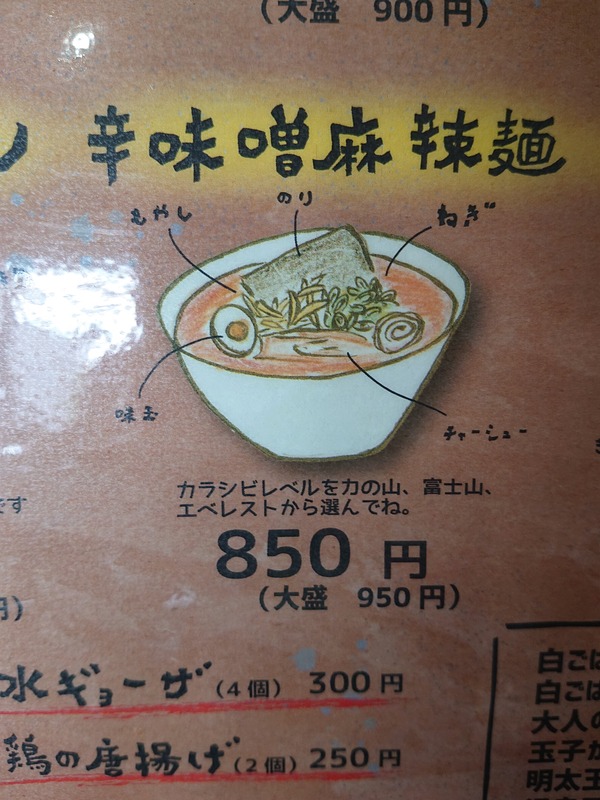 (大盛 900円)
辛味噌麻辣麺
もやし
のり
ねぎ
味玉
チャーシュー
カラシビレベルを力の山、富士山、
エベレストから選んでね。
です
850円
(大盛 950円)
円)
水ギョーザ(4個) 300円
鶏の唐揚げ(2個) 250円
白ごは
白ごは
大人の
玉子か
明太